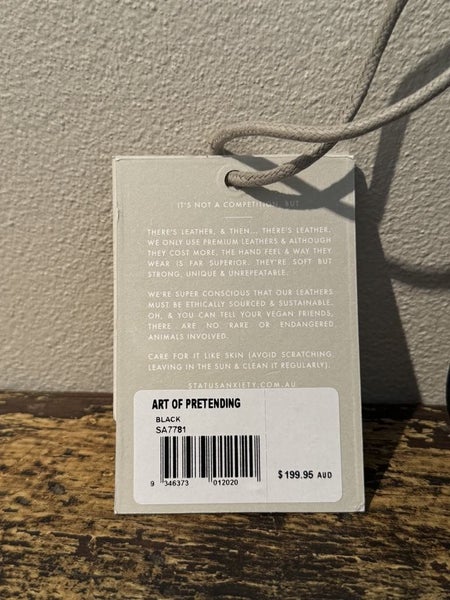 IT'S NOT A COMPETITION, BUT
THERE'S LEATHER, & THEN... THERE'S LEATHER.
WE ONLY USE PREMIUM LEATHERS & ALTHOUGH
THEY COST MORE, THE HAND FEEL & WAY THEY
WEAR IS FAR SUPERIOR. THEY'RE SOFT BUT
STRONG, UNIQUE & UNREPEATABLE.
WE'RE SUPER CONSCIOUS THAT OUR LEATHERS
MUST BE ETHICALLY SOURCED & SUSTAINABLE.
OH, & YOU CAN TELL YOUR VEGAN FRIENDS,
THERE ARE NO RARE OR ENDANGERED
ANIMALS INVOLVED.
CARE FOR IT LIKE SKIN (AVOID SCRATCHING,
LEAVING IN THE SUN & CLEAN IT REGULARLY).
STATUSANXIETY.COM.AU
ART OF PRETENDING
BLACK
SA7781
9 346373 012020
$199.95 AUD